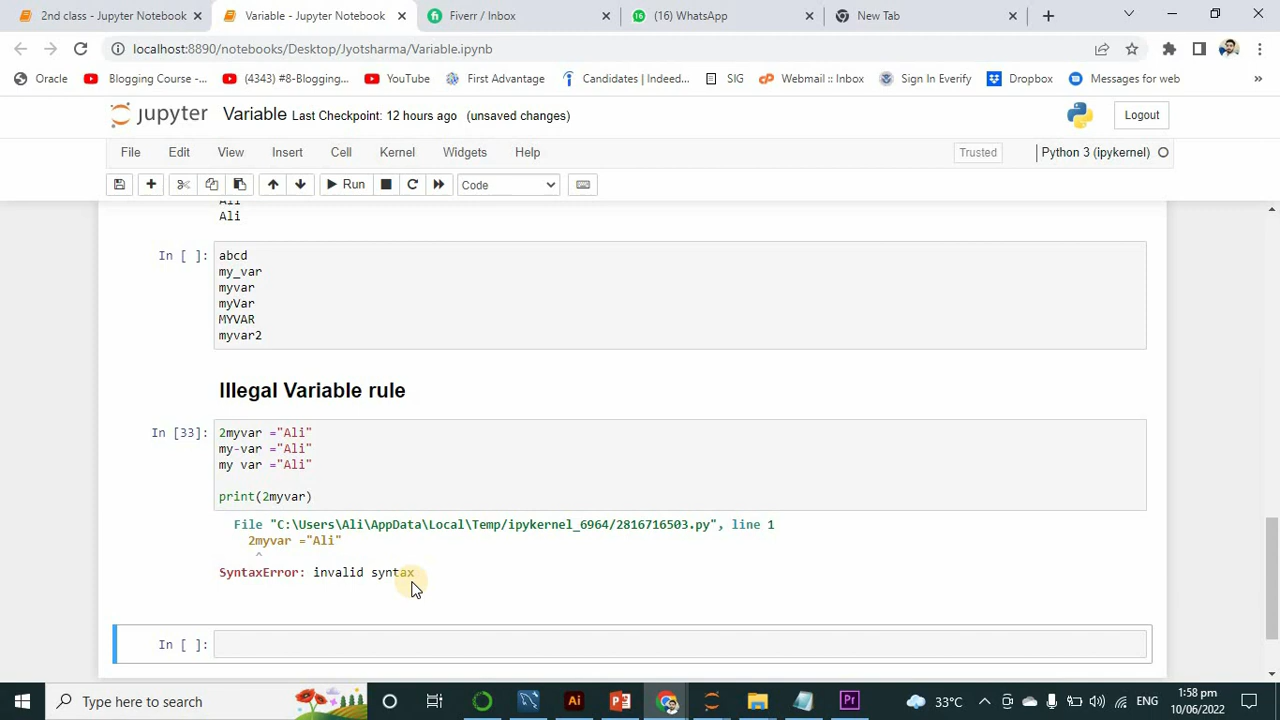 2nd class - Jupyter Notebook
Variable - Jupyter Notebook
Fiverr / Inbox
(16) WhatsApp
New Tab
localhost:8890/notebooks/Desktop/Jyotsharma/Variable.ipynb
Oracle
Blogging Course -...
(4343) #8-Blogging...
YouTube
First Advantage
Candidates | Indeed...
SIG
Webmail :: Inbox
Sign In Everify
Dropbox
Messages for web
»
jupyter Variable Last Checkpoint: 12 hours ago (unsaved changes)
Logout
File Edit View Insert Cell Kernel Widgets Help
Trusted
Python 3 (ipykernel)
Run
Code
Ali
Ali
In [ ]:
abcd
my_var
myvar
myVar
MYVAR
myvar2
Illegal Variable rule
In [33]:
2myvar ="Ali"
my-var ="Ali"
my var ="Ali"
print(2myvar)
File "C:\Users\Ali\AppData\Local\Temp/ipykernel_6964/2816716503.py", line 1
2myvar ="Ali"
^
SyntaxError: invalid syntax
In [ ]:
Type here to search
Ai
Pr
33°C
ENG
1:58 pm
10/06/2022